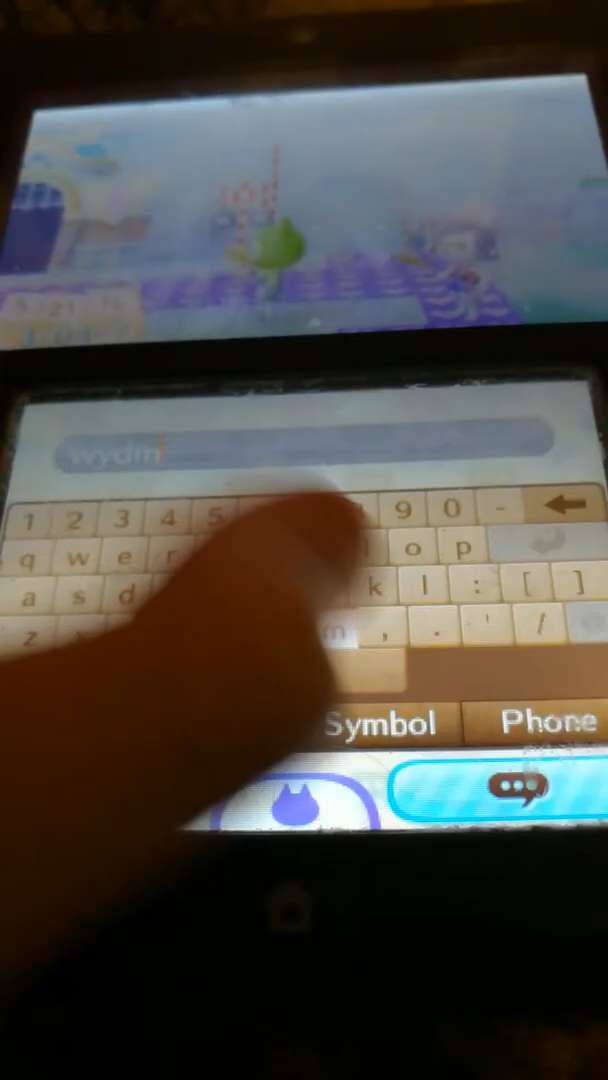 wydm
1 2 3 4 5 9 0 -
q w e r i o p
a s d k l : [ ]
z m , . ' /
Symbol Phone